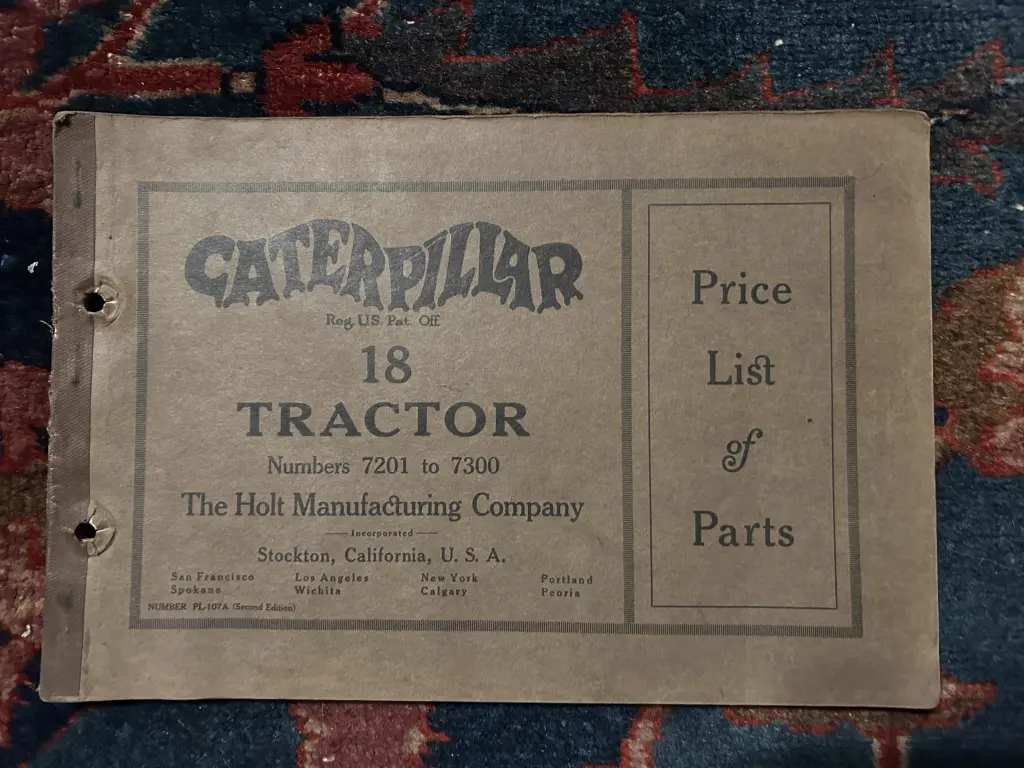 CATERPILLAR
Reg. U.S. Pat. Off.
18
TRACTOR
Numbers 7201 to 7300
The Holt Manufacturing Company
Incorporated
Stockton, California, U. S. A.
San Francisco Los Angeles New York Portland
Spokane Wichita Calgary Peoria
NUMBER PL-107A (Second Edition)
Price
List
of
Parts